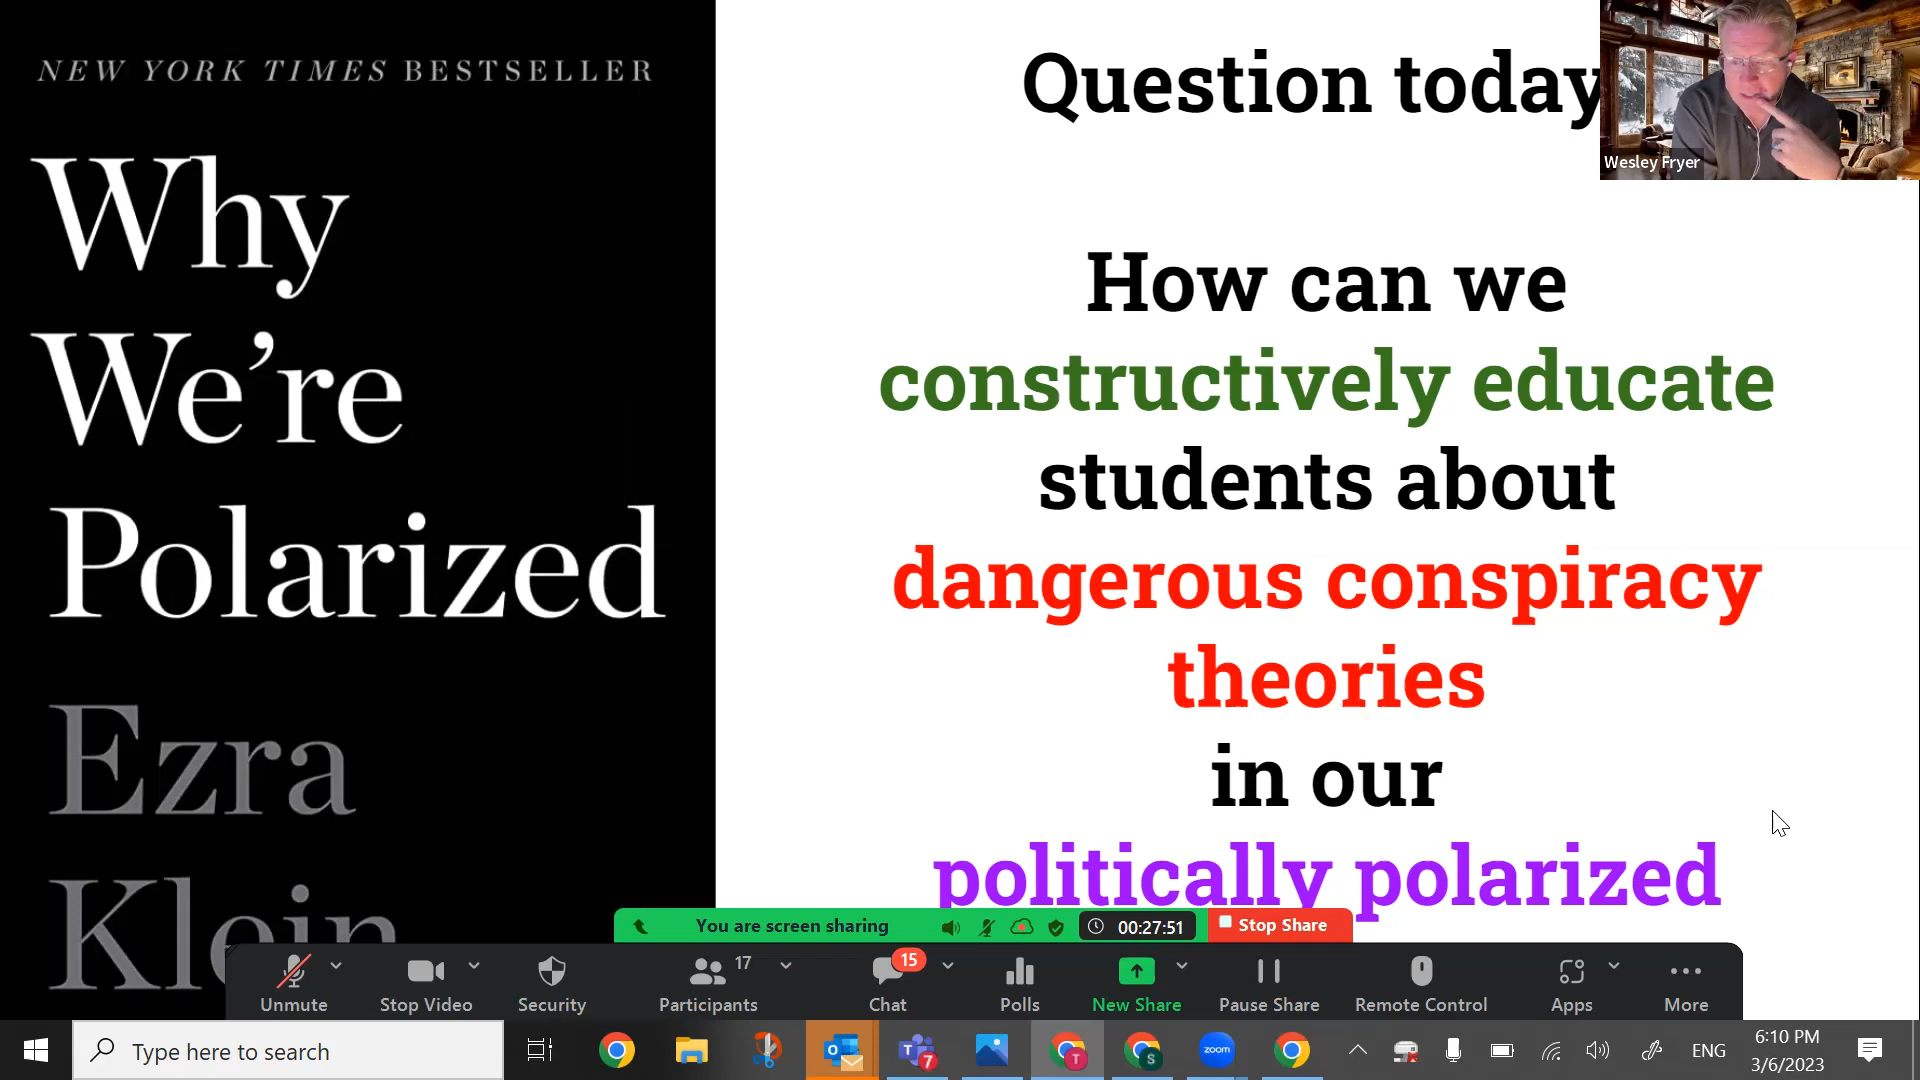 NEW YORK TIMES BESTSELLER
Why
We're
Polarized
Ezra
Klein
Question today
How can we
constructively educate
students about
dangerous conspiracy
theories
in our
politically polarized
Wesley Fryer
You are screen sharing
00:27:51
Stop Share
Unmute
Stop Video
Security
17
Participants
15
Chat
Polls
New Share
Pause Share
Remote Control
Apps
More
Type here to search
7
T
S
zoom
ENG
6:10 PM
3/6/2023